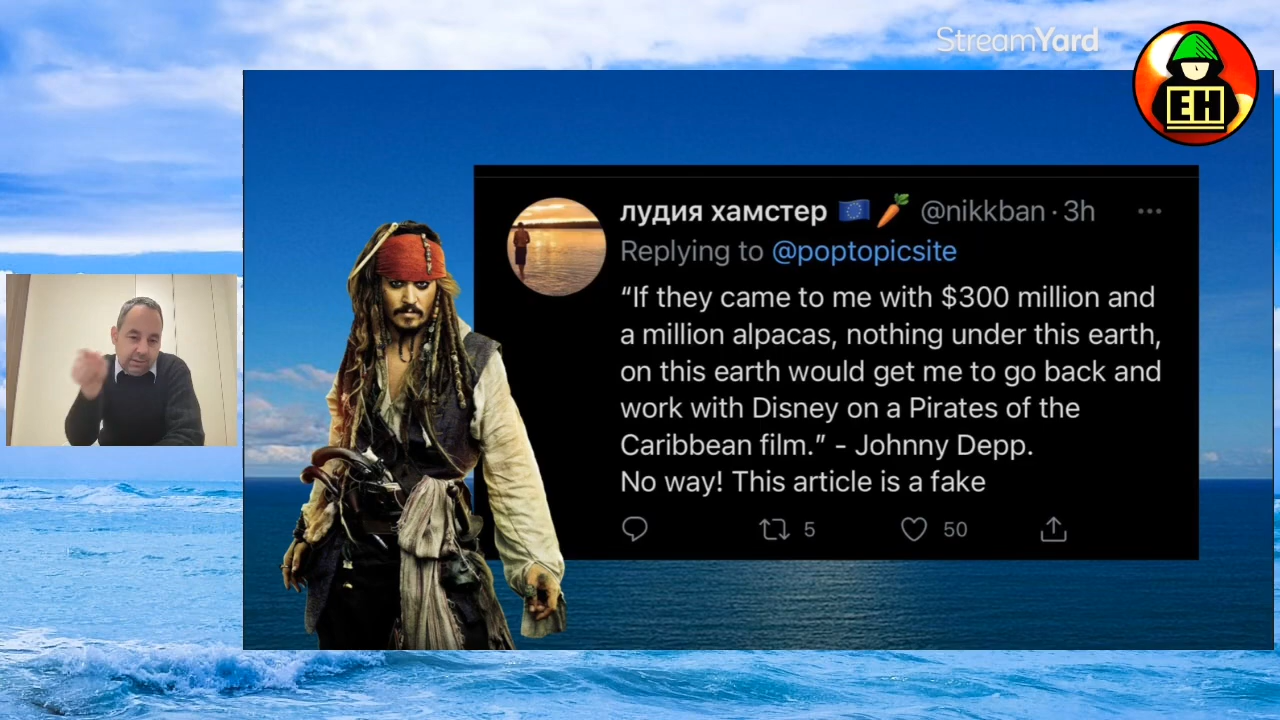 StreamYard
EH
лудия хамстер 🇪🇺🥕 @nikkban · 3h
Replying to @poptopicsite
“If they came to me with $300 million and
a million alpacas, nothing under this earth,
on this earth would get me to go back and
work with Disney on a Pirates of the
Caribbean film.” - Johnny Depp.
No way! This article is a fake
5
50